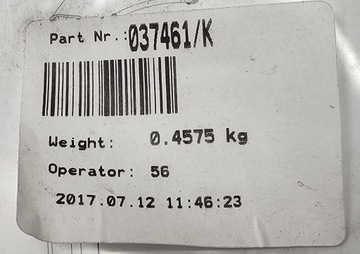 Part Nr.:037461/K
Weight: 0.4575 kg
Operator: 56
2017.07.12 11:46:23